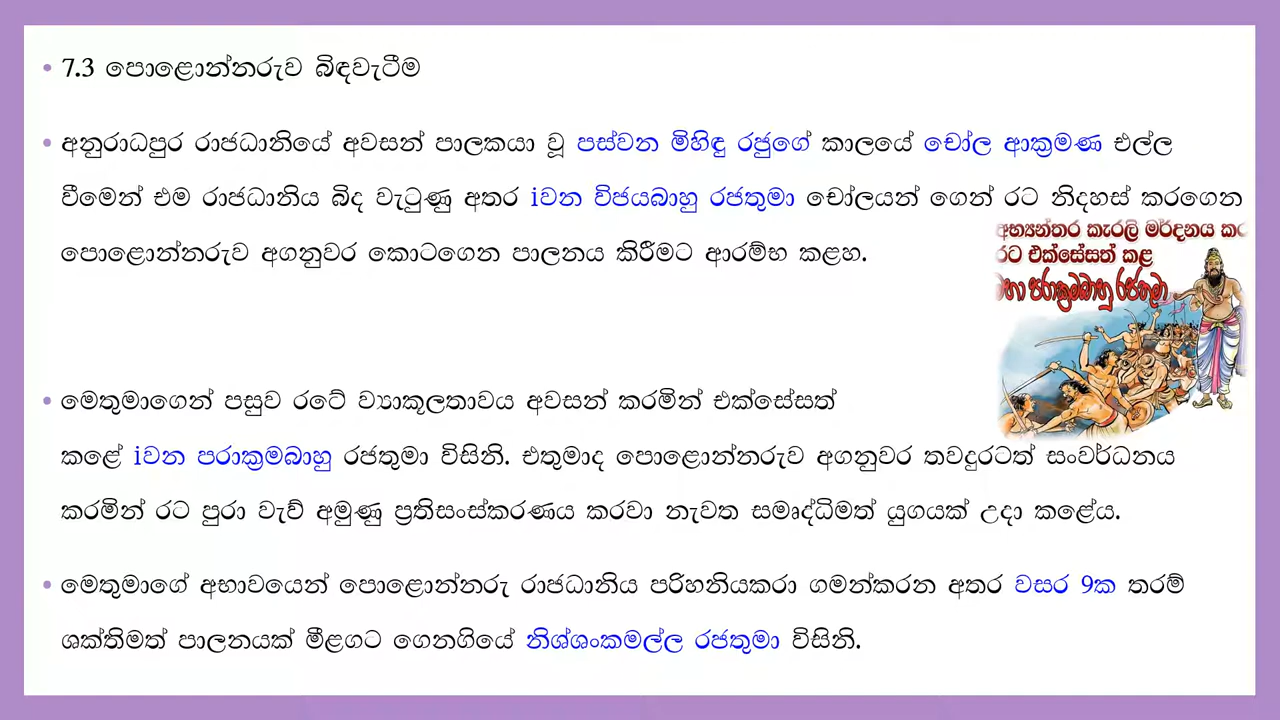 • 7.3 පොළොන්නරුව බිඳවැටීම
• අනුරාධපුර රාජධානියේ අවසන් පාලකයා වූ පස්වන මිහිඳු රජුගේ කාලයේ චෝල ආක්‍රමණ එල්ල
වීමෙන් එම රාජධානිය බිද වැටුණු අතර iවන විජයබාහු රජතුමා චෝලයන් ගෙන් රට නිදහස් කරගෙන
පොළොන්නරුව අගනුවර කොටගෙන පාලනය කිරීමට ආරම්භ කළහ.
අභ්‍යන්තර කැරලි මර්දනය කර
රට එක්සේසත් කළ
මහා පරාක්‍රමබාහු රජතුමා
• මෙතුමාගෙන් පසුව රටේ ව්‍යාකූලතාවය අවසන් කරමින් එක්සේසත්
කළේ iවන පරාක්‍රමබාහු රජතුමා විසිනි. එතුමාද පොළොන්නරුව අගනුවර තවදුරටත් සංවර්ධනය
කරමින් රට පුරා වැව් අමුණු ප්‍රතිසංස්කරණය කරවා නැවත සමෘද්ධිමත් යුගයක් උදා කළේය.
• මෙතුමාගේ අභාවයෙන් පොළොන්නරු රාජධානිය පරිහනියකරා ගමන්කරන අතර වසර 9ක තරම්
ශක්තිමත් පාලනයක් මීළගට ගෙනගියේ නිශ්ශංකමල්ල රජතුමා විසිනි.